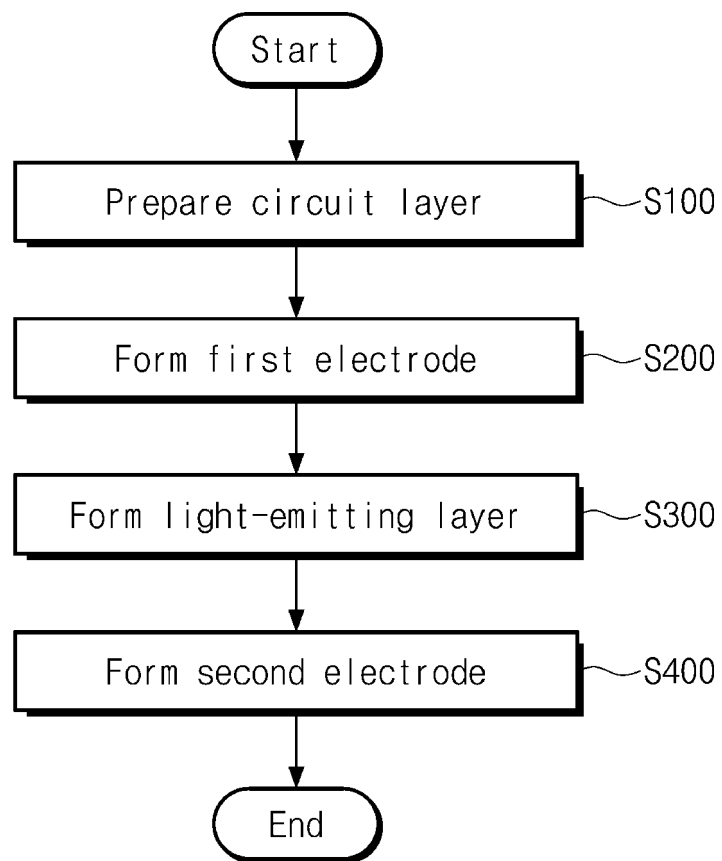 Start
Prepare circuit layer
S100
Form first electrode
S200
Form light-emitting layer
S300
Form second electrode
S400
End